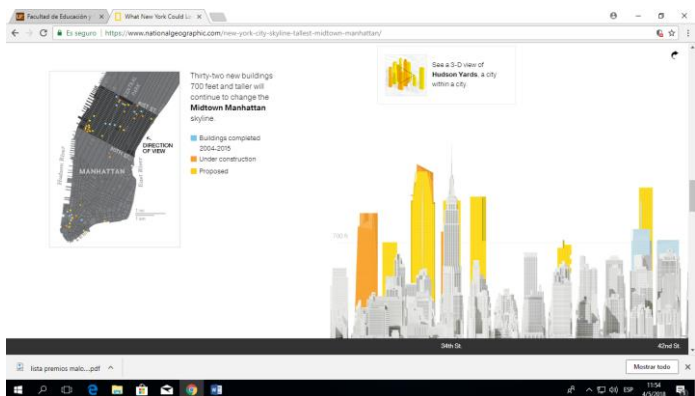 Facultad de Educación y
What New York Could Lo
Es seguro | https://www.nationalgeographic.com/new-york-city-skyline-tallest-midtown-manhattan/
See a 3-D view of
Hudson Yards, a city
within a city.
Thirty-two new buildings
700 feet and taller will
continue to change the
Midtown Manhattan
skyline.
Buildings completed
2004-2015
Under construction
Proposed
DIRECTION
OF VIEW
MANHATTAN
Hudson River
East River
700 ft
34th St.
42nd St.
lista premios malo....pdf
Mostrar todo
ESP
11:54
4/5/2018